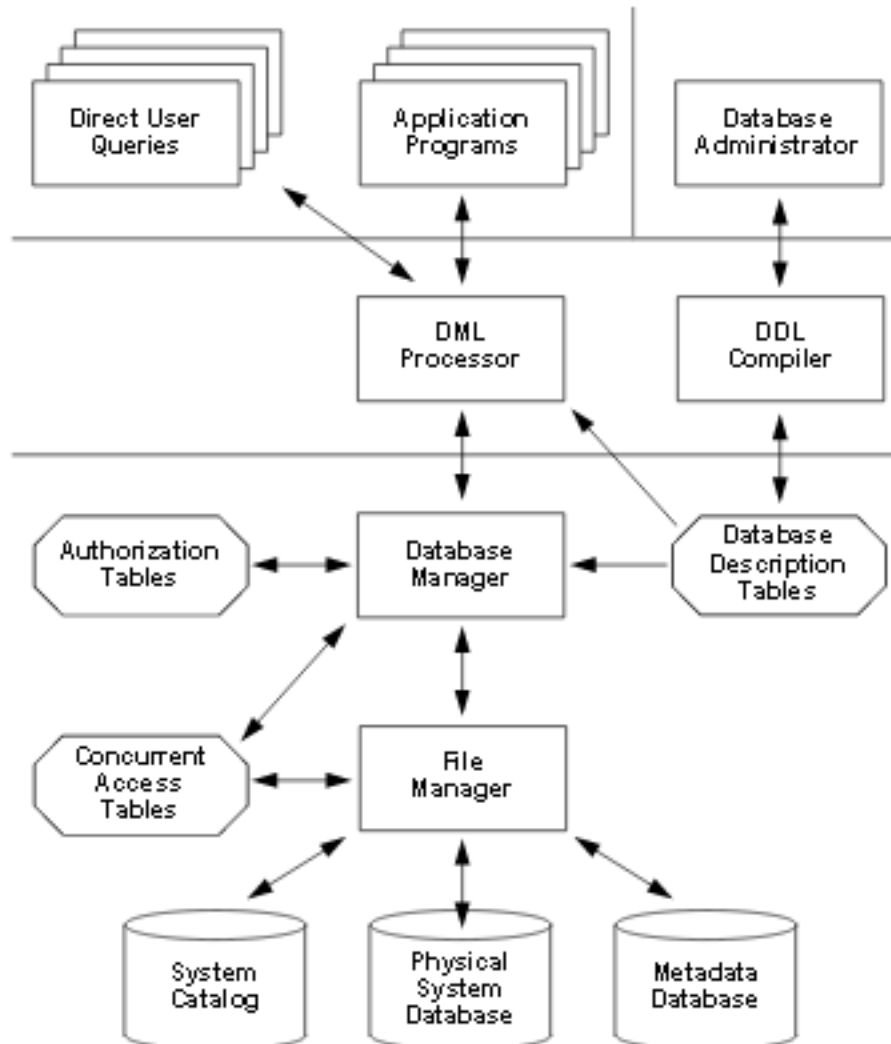 Direct User
Queries
Application
Programs
Database
Administrator
DML
Processor
DDL
Compiler
Authorization
Tables
Database
Manager
Database
Description
Tables
Concurrent
Access
Tables
File
Manager
System
Catalog
Physical
System
Database
Metadata
Database